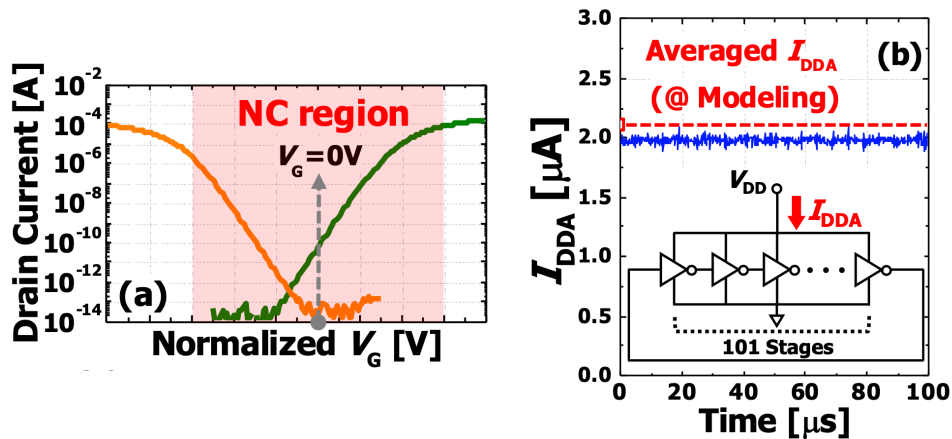 10⁻²
10⁻⁴
10⁻⁶
10⁻⁸
10⁻¹⁰
10⁻¹²
10⁻¹⁴
10⁻¹⁶
Drain Current [A]
NC region
V_G =0V
(a)
Normalized V_G [V]
3.0
2.5
2.0
1.5
1.0
0.5
0.0
I_DDA [μA]
Averaged I_DDA
(@ Modeling)
(b)
V_DD
I_DDA
101 Stages
0 20 40 60 80 100
Time [μs]